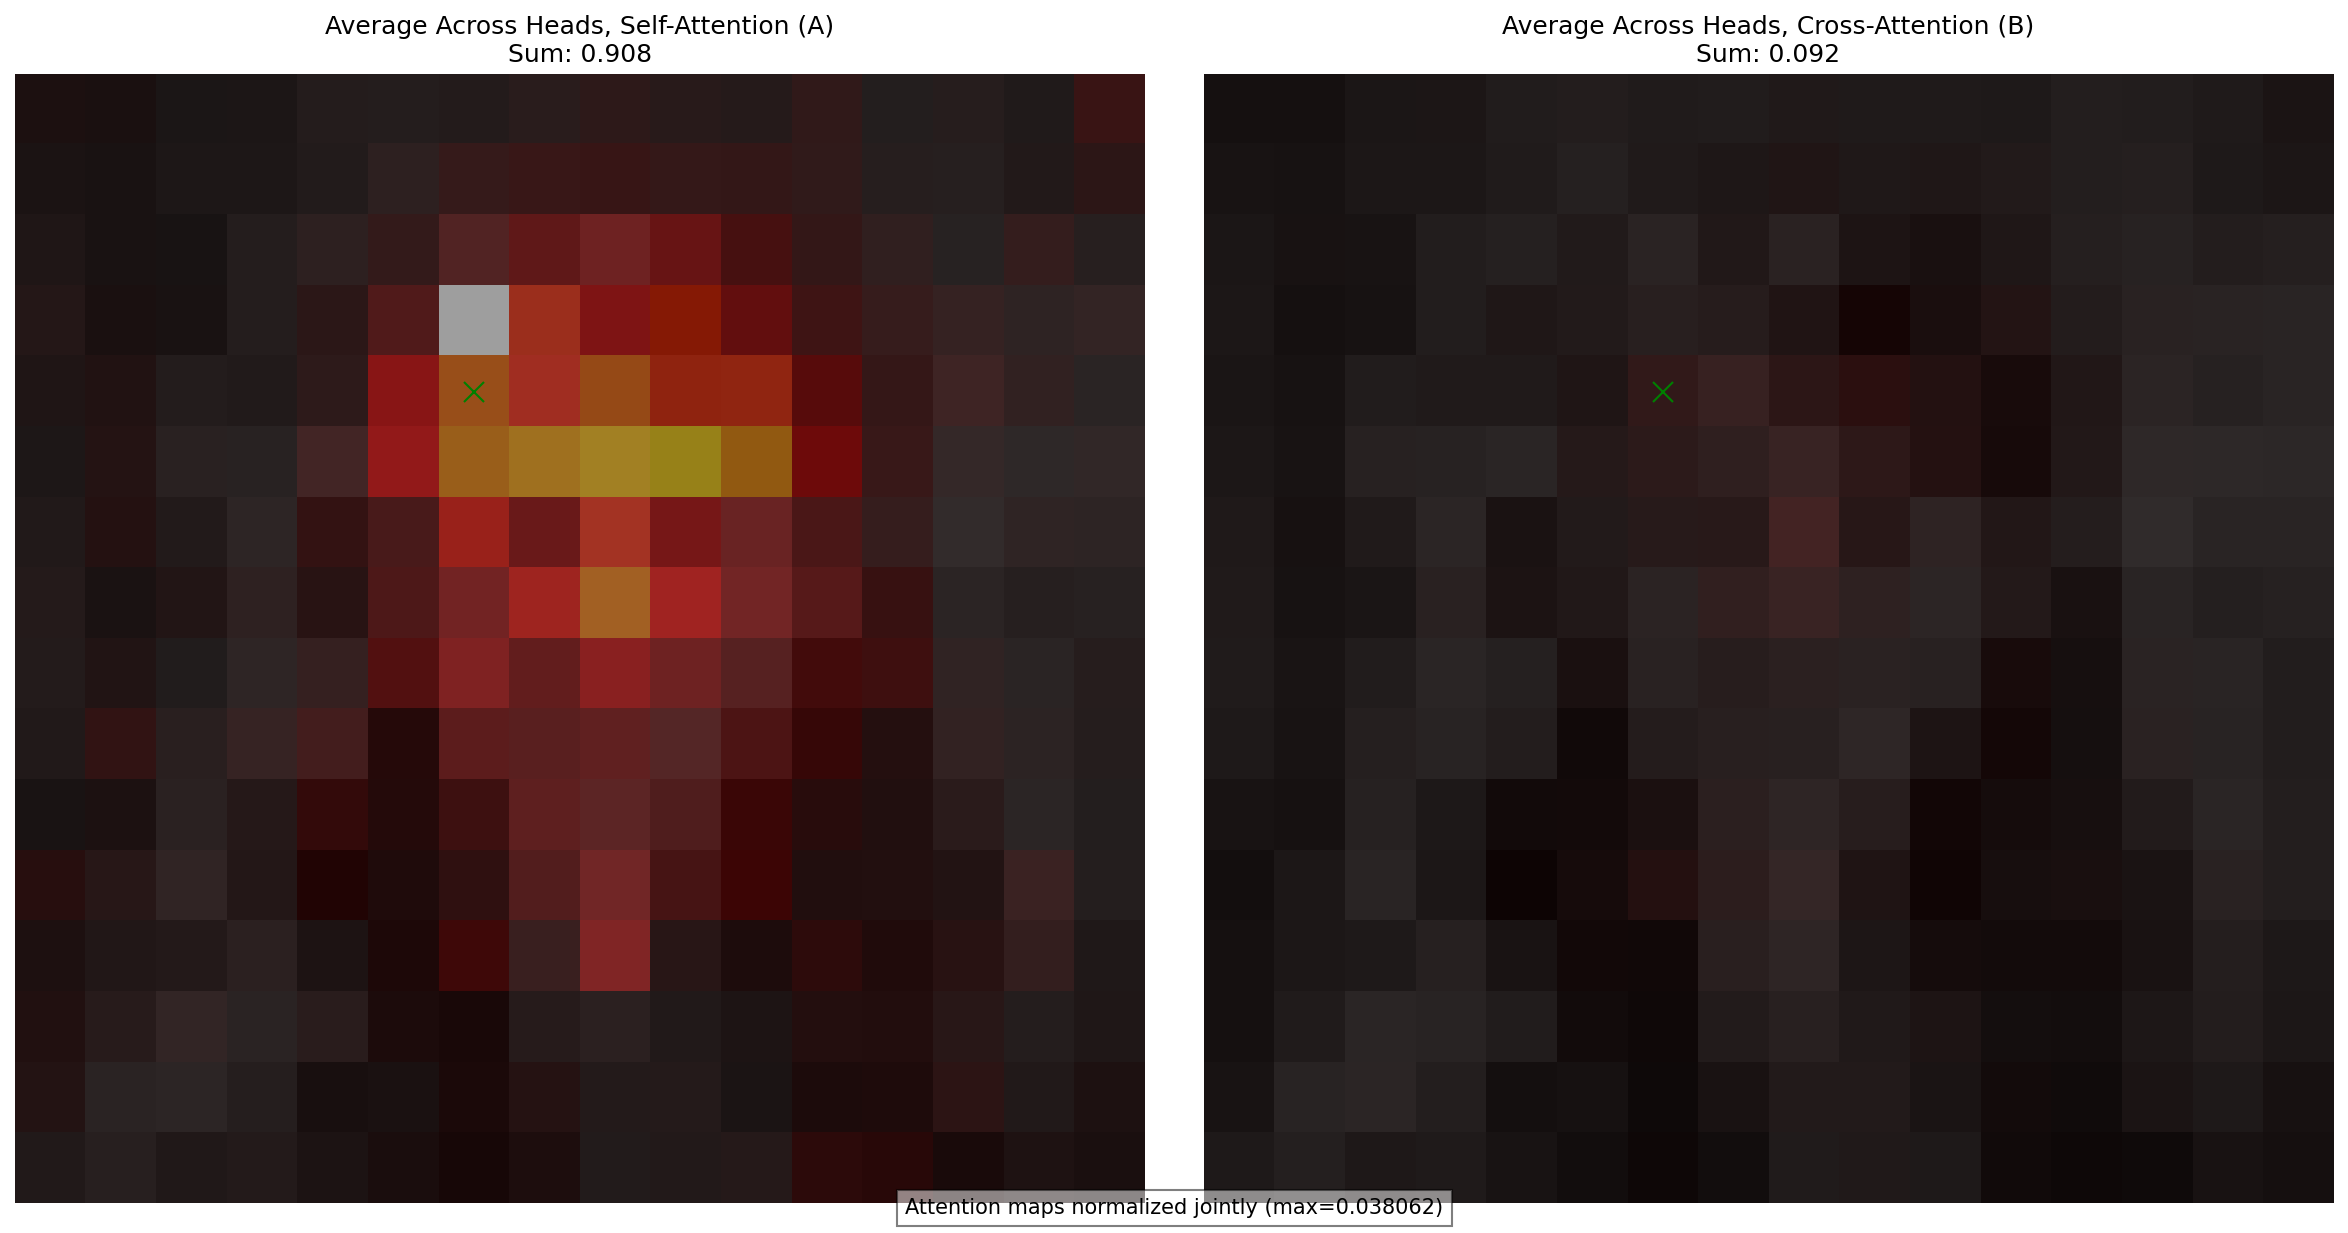 Average Across Heads, Self-Attention (A)
Sum: 0.908
Average Across Heads, Cross-Attention (B)
Sum: 0.092
Attention maps normalized jointly (max=0.038062)